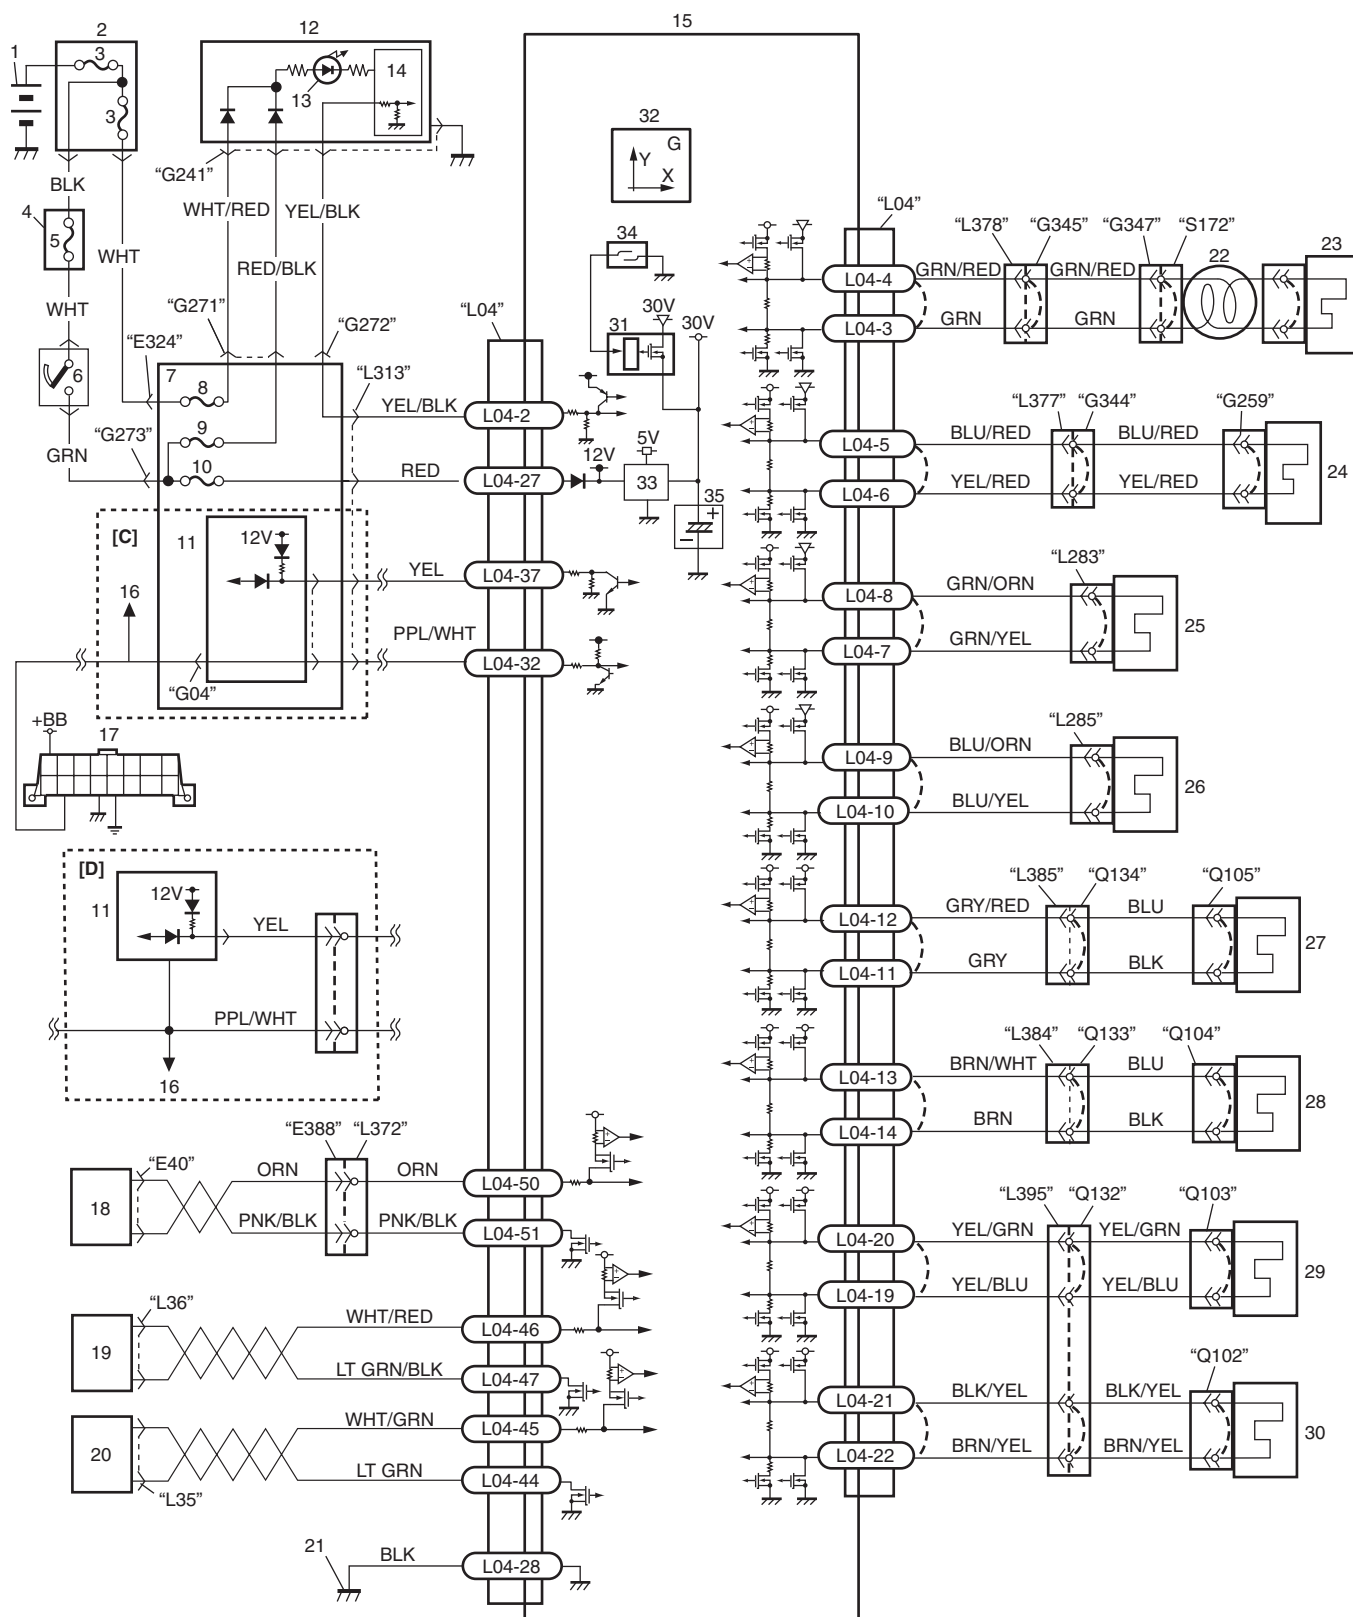 15
2
12
1
3
3
14
13
32
G
Y
X
"G241"
BLK
WHT/RED
YEL/BLK
4
5
WHT
RED/BLK
34
"L04"
"L378"
"G345"
"G347"
"S172"
22
23
L04-4
GRN/RED
GRN/RED
L04-3
GRN
GRN
WHT
"G271"
"G272"
"L04"
30V
30V
31
"E324"
6
7
8
"L313"
YEL/BLK
L04-2
9
"G273"
GRN
10
RED
L04-27
12V
5V
33
35
+
−
"L377"
"G344"
"G259"
L04-5
BLU/RED
BLU/RED
24
L04-6
YEL/RED
YEL/RED
[C]
11
12V
YEL
L04-37
16
PPL/WHT
L04-32
"G04"
"L283"
L04-8
GRN/ORN
25
L04-7
GRN/YEL
+BB
17
"L285"
L04-9
BLU/ORN
26
L04-10
BLU/YEL
[D]
11
12V
YEL
PPL/WHT
16
"L385"
"Q134"
"Q105"
L04-12
GRY/RED
BLU
27
L04-11
GRY
BLK
"L384"
"Q133"
"Q104"
L04-13
BRN/WHT
BLU
28
L04-14
BRN
BLK
"E388"
"L372"
"E40"
18
ORN
ORN
L04-50
PNK/BLK
PNK/BLK
L04-51
"L395"
"Q132"
"Q103"
L04-20
YEL/GRN
YEL/GRN
29
L04-19
YEL/BLU
YEL/BLU
"L36"
19
WHT/RED
L04-46
LT GRN/BLK
L04-47
"Q102"
L04-21
BLK/YEL
BLK/YEL
30
L04-22
BRN/YEL
BRN/YEL
20
WHT/GRN
L04-45
LT GRN
L04-44
"L35"
21
BLK
L04-28